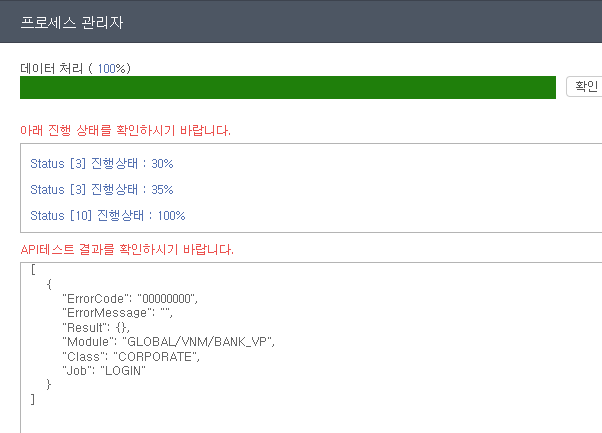 프로세스 관리자
데이터 처리 ( 100%)
확인
아래 진행 상태를 확인하시기 바랍니다.
Status [3] 진행상태 : 30%
Status [3] 진행상태 : 35%
Status [10] 진행상태 : 100%
API테스트 결과를 확인하시기 바랍니다.
[
{
"ErrorCode": "00000000",
"ErrorMessage": "",
"Result": {},
"Module": "GLOBAL/VNM/BANK_VP",
"Class": "CORPORATE",
"Job": "LOGIN"
}
]